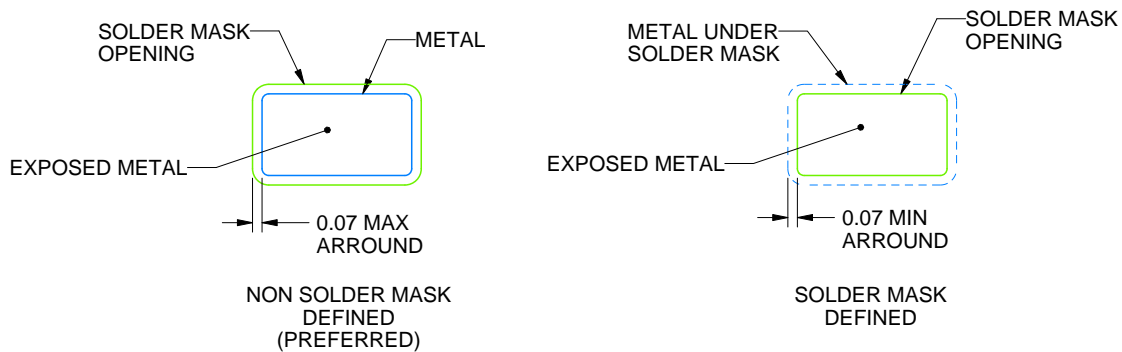 SOLDER MASK
OPENING
METAL
EXPOSED METAL
0.07 MAX
ARROUND
NON SOLDER MASK
DEFINED
(PREFERRED)
METAL UNDER
SOLDER MASK
SOLDER MASK
OPENING
EXPOSED METAL
0.07 MIN
ARROUND
SOLDER MASK
DEFINED